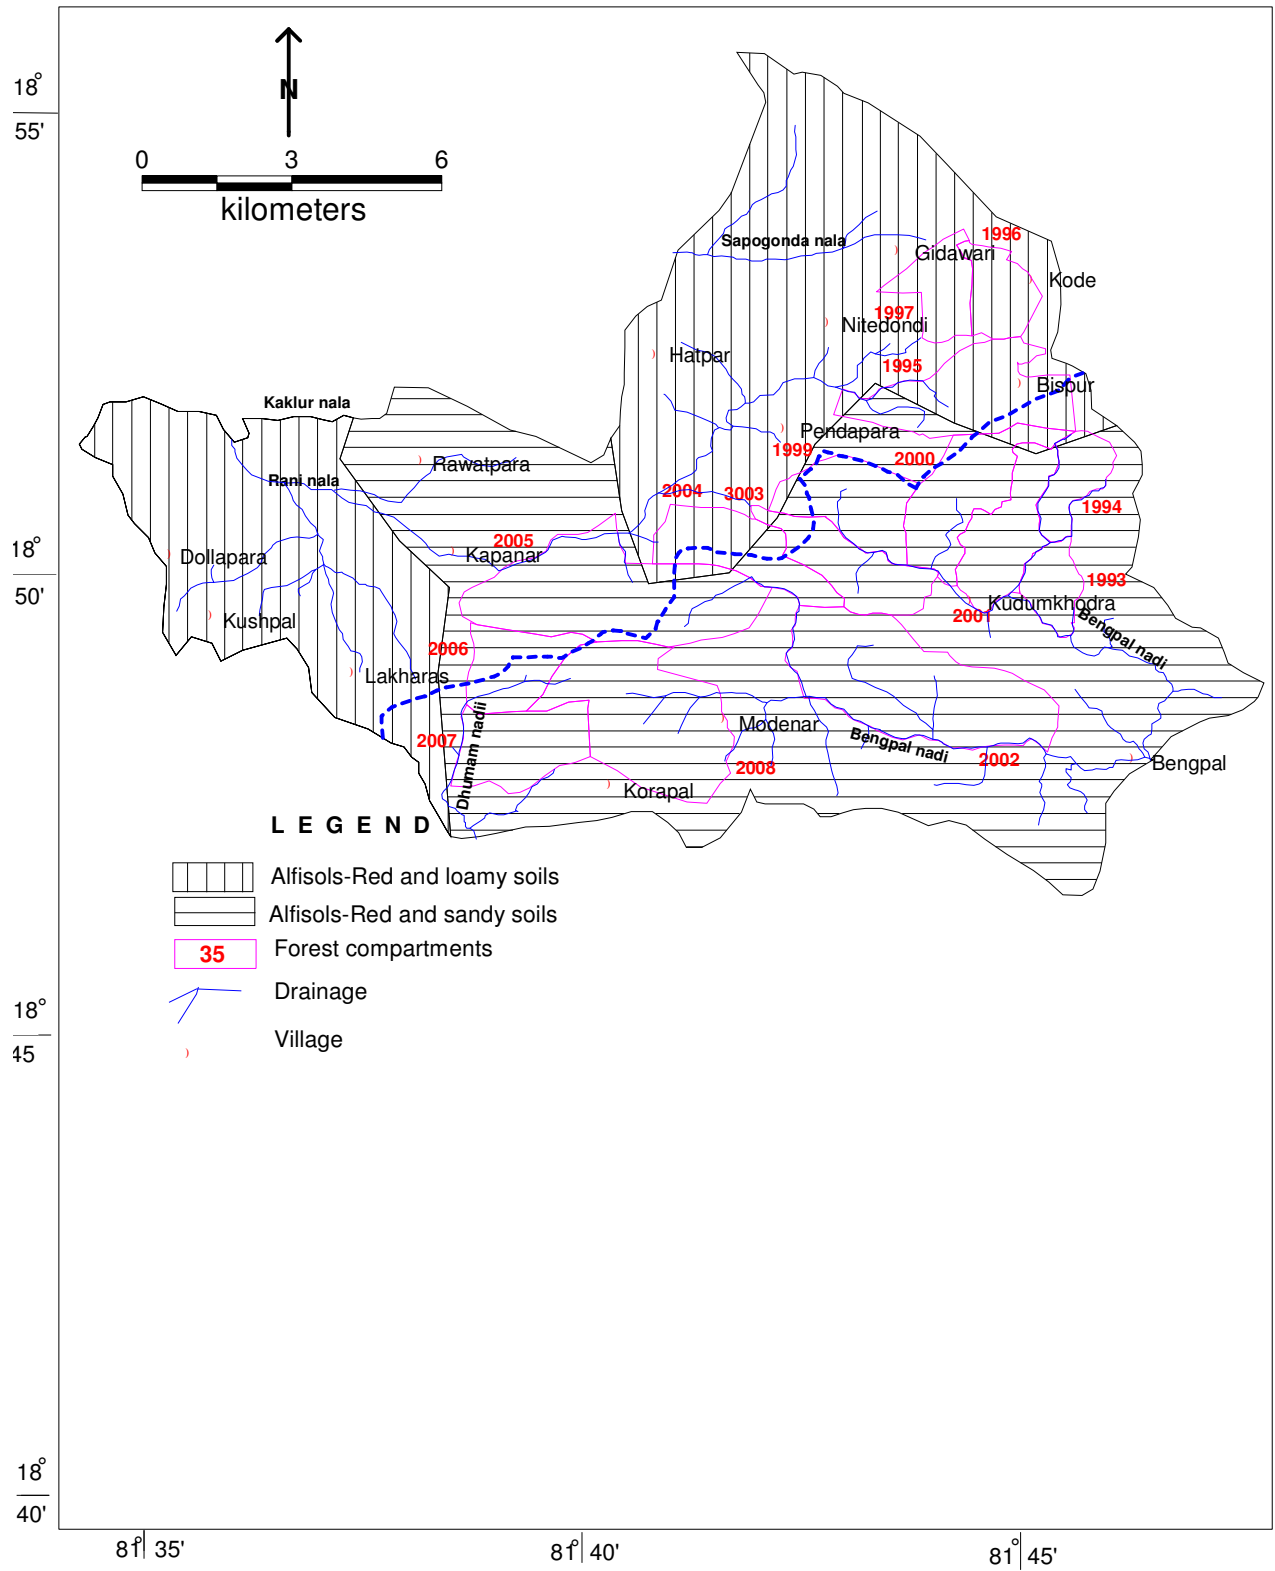 18°
55'
N
0 3 6
kilometers
Sapogonda nala
1996
Gidawari
Kode
1997
Nitedondi
Hatpar
1995
Bispur
Kaklur nala
Pendapara
1999
2000
Rawatpara
Rani nala
2004
3003
1994
18°
50'
2005
Kapanar
Dollapara
1993
Kudumkhodra
2001
Kushpal
Bengpal nadi
2006
Lakharas
Dhumam nadii
Modenar
2007
Bengpal nadi
2002
Bengpal
2008
Korapal
LEGEND
Alfisols-Red and loamy soils
Alfisols-Red and sandy soils
35 Forest compartments
Drainage
Village
18°
45
18°
40'
81° 35'
81° 40'
81° 45'